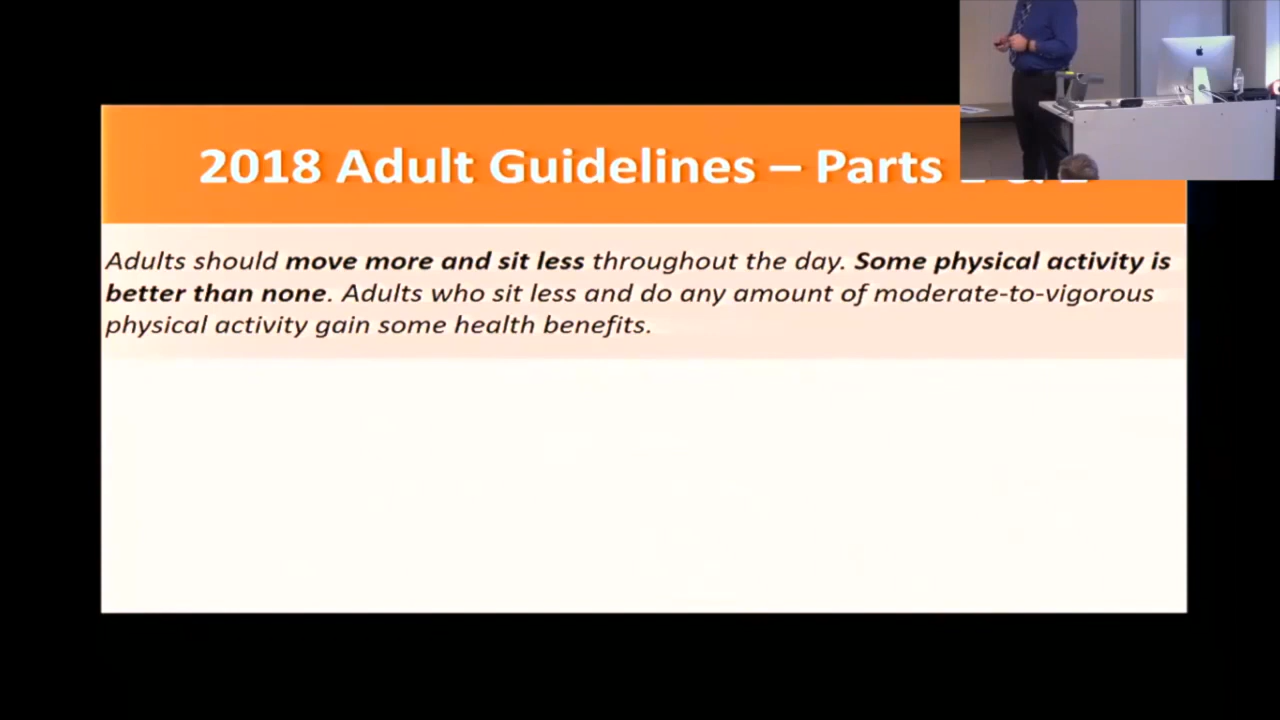 2018 Adult Guidelines – Parts
Adults should move more and sit less throughout the day. Some physical activity is
better than none. Adults who sit less and do any amount of moderate-to-vigorous
physical activity gain some health benefits.